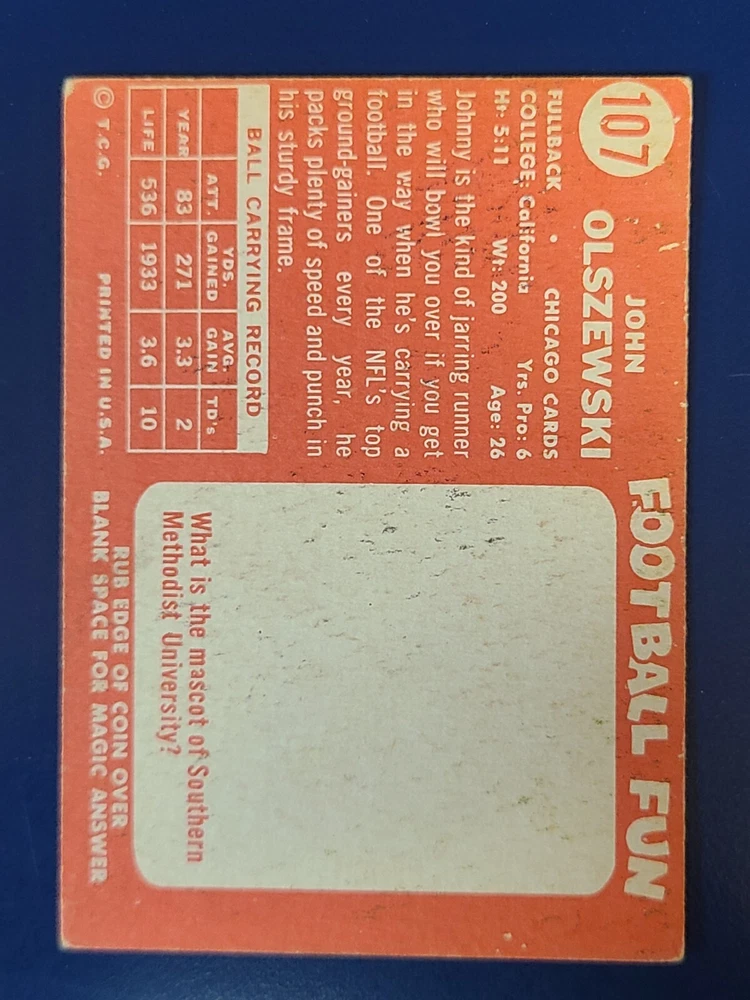 107
JOHN
OLSZEWSKI
FULLBACK • CHICAGO CARDS
COLLEGE: California Yrs. Pro: 6
Ht: 5:11 Wt: 200 Age: 26
Johnny is the kind of jarring runner
who will bowl you over if you get
in the way when he's carrying a
football. One of the NFL's top
ground-gainers every year, he
packs plenty of speed and punch in
his sturdy frame.
BALL CARRYING RECORD
ATT. YDS. GAINED AVG. GAIN TD's
YEAR 83 271 3.3 2
LIFE 536 1933 3.6 10
© T.C.G. PRINTED IN U.S.A.
FOOTBALL FUN
What is the mascot of Southern
Methodist University?
RUB EDGE OF COIN OVER
BLANK SPACE FOR MAGIC ANSWER